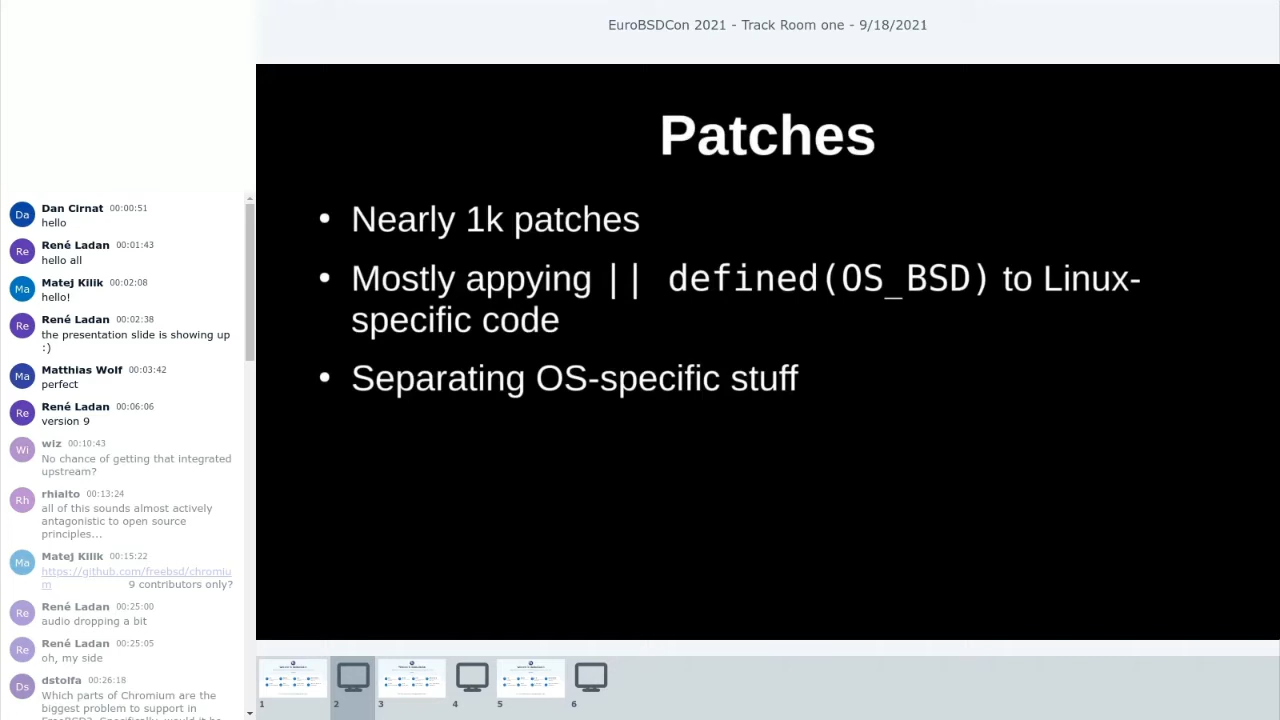 EuroBSDCon 2021 - Track Room one - 9/18/2021
Da
Dan Cirnat 00:00:51
hello
Re
René Ladan 00:01:43
hello all
Ma
Matej Kilik 00:02:08
hello!
Re
René Ladan 00:02:38
the presentation slide is showing up
:)
Ma
Matthias Wolf 00:03:42
perfect
Re
René Ladan 00:06:06
version 9
Wi
wiz 00:10:43
No chance of getting that integrated
upstream?
Rh
rhialto 00:13:24
all of this sounds almost actively
antagonistic to open source
principles...
Ma
Matej Kilik 00:15:22
https://github.com/freebsd/chromiu
m 9 contributors only?
Re
René Ladan 00:25:00
audio dropping a bit
Re
René Ladan 00:25:05
oh, my side
Ds
dstolfa 00:26:18
Which parts of Chromium are the
biggest problem to support in
Patches
• Nearly 1k patches
• Mostly appying || defined(OS_BSD) to Linux-
specific code
• Separating OS-specific stuff
1
2
3
4
5
6